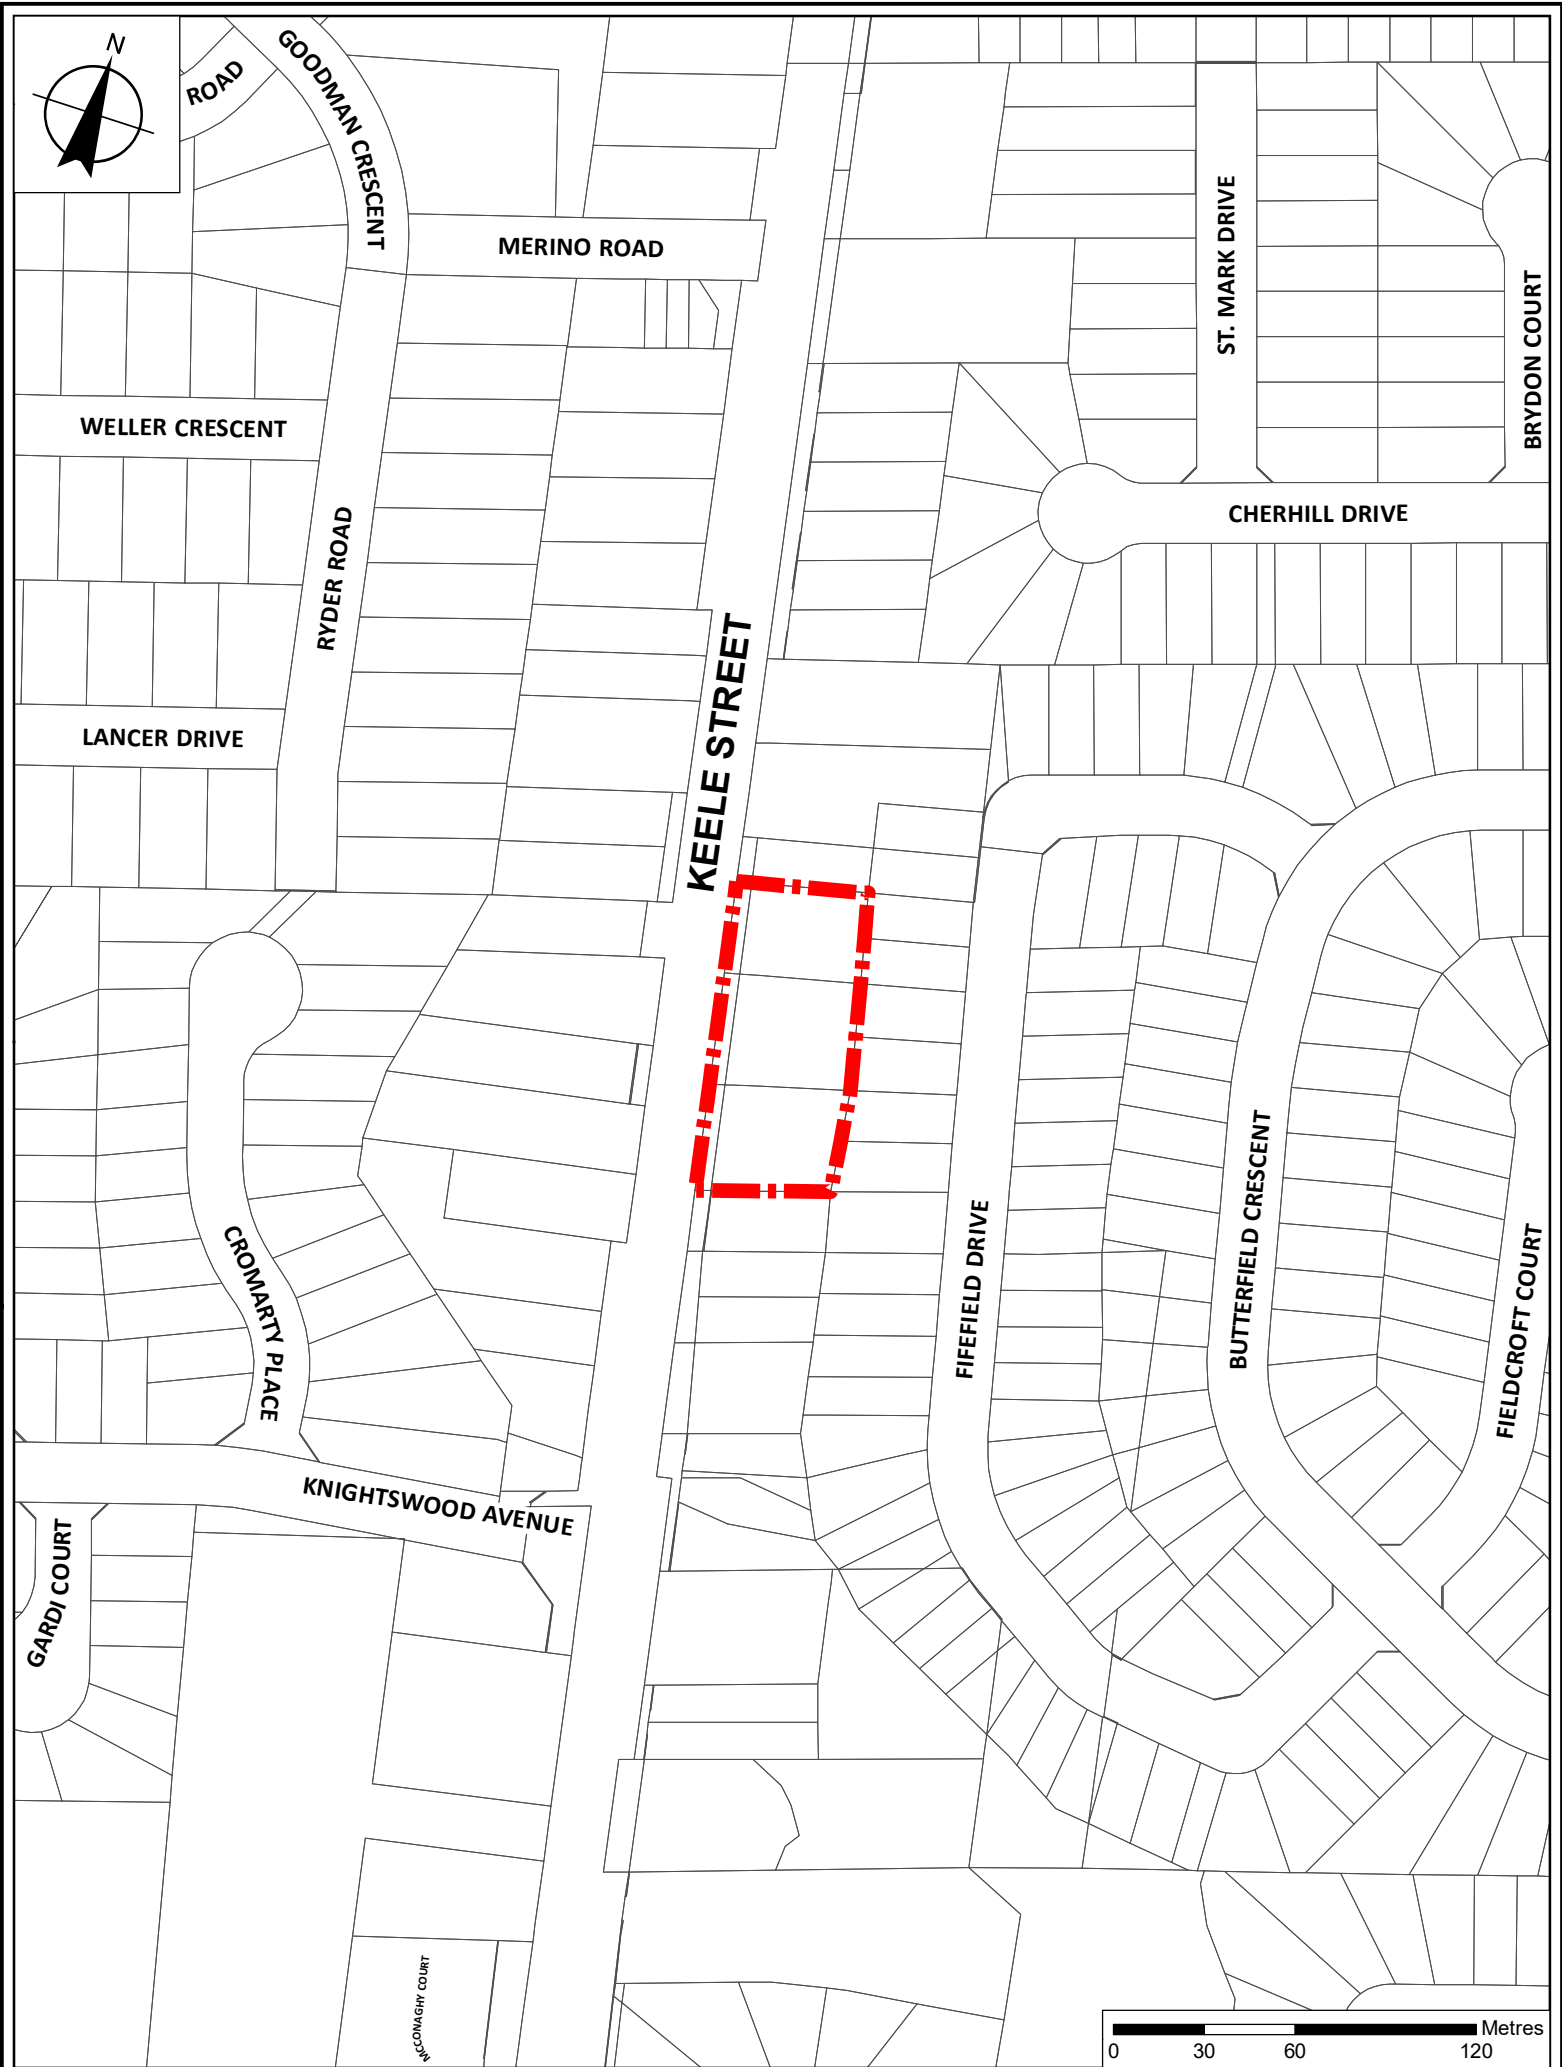 N
ROAD
GOODMAN CRESCENT
MERINO ROAD
ST. MARK DRIVE
BRYDON COURT
WELLER CRESCENT
CHERHILL DRIVE
RYDER ROAD
KEELE STREET
LANCER DRIVE
CROMARTY PLACE
FIFEFIELD DRIVE
BUTTERFIELD CRESCENT
FIELDCROFT COURT
KNIGHTSWOOD AVENUE
GARDI COURT
MCCONAGHY COURT
Metres
0 30 60 120